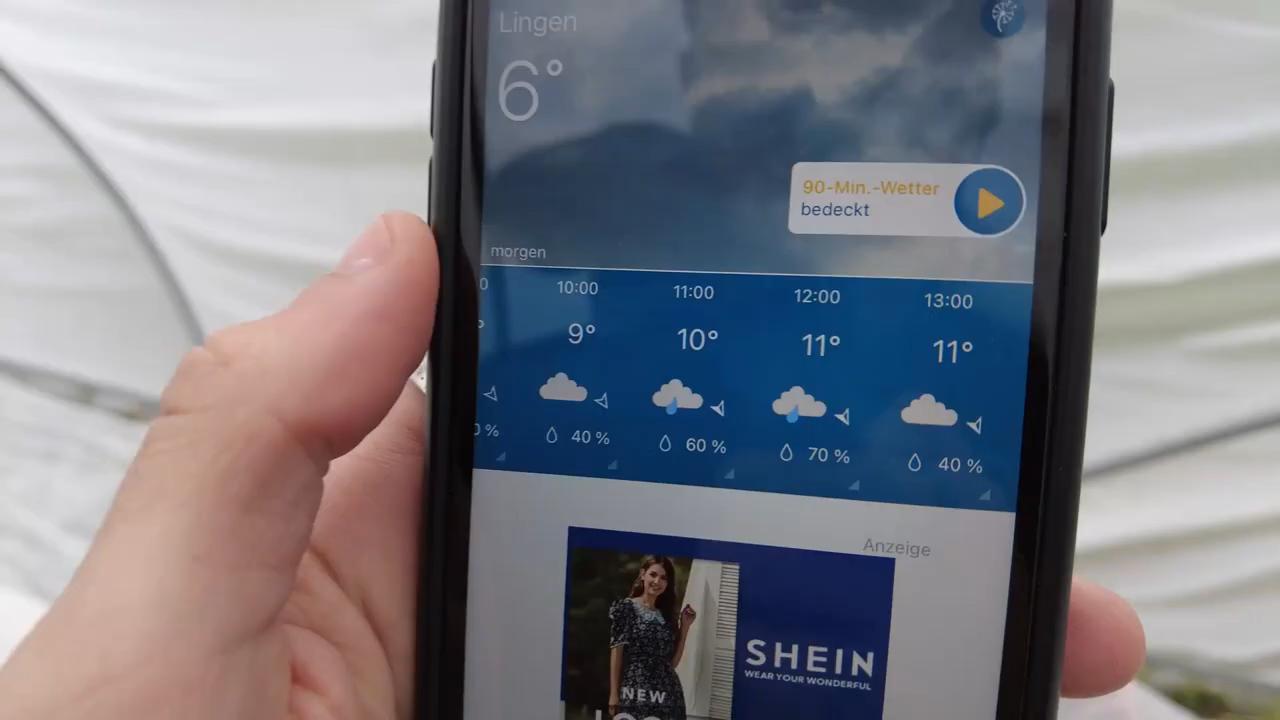 Lingen
6°
90-Min.-Wetter
bedeckt
morgen
10:00 11:00 12:00 13:00
9° 10° 11° 11°
40 % 60 % 70 % 40 %
Anzeige
SHEIN
WEAR YOUR WONDERFUL
NEW